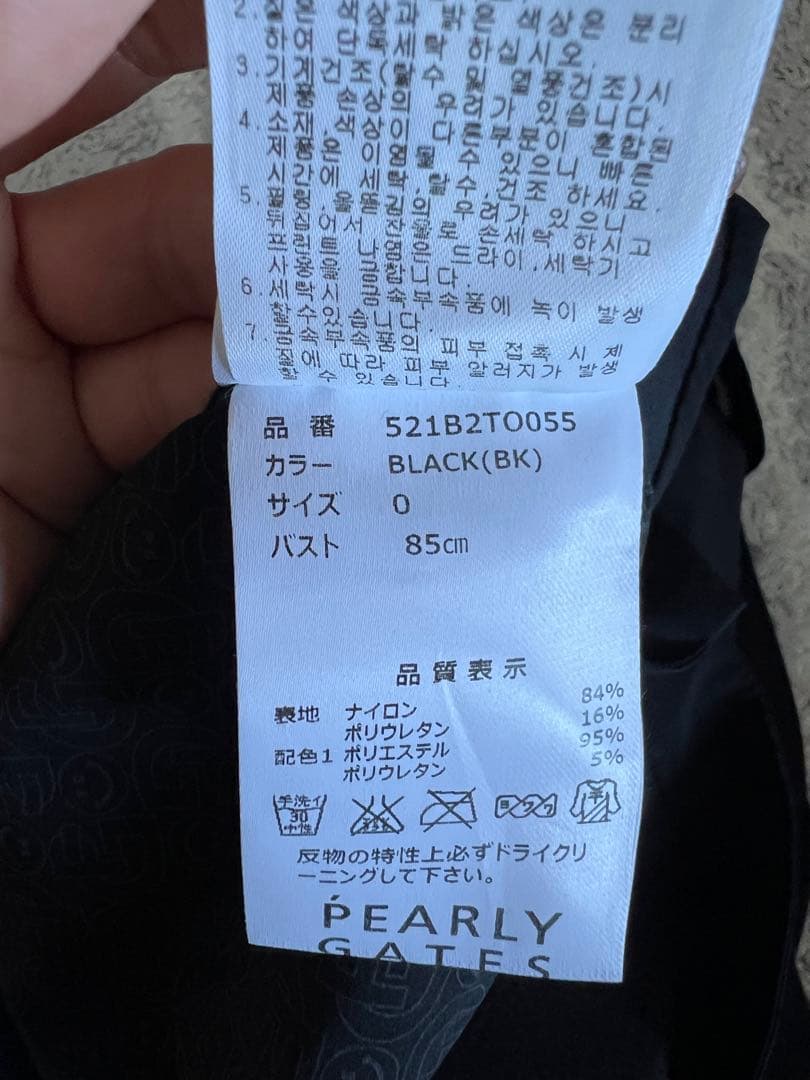 2. 짙은 색상과 밝은 색상은 분리
하여 단독세탁 하십시오.
3. 기계건조(탈수 및 열풍건조)시
제품 손상의 우려가 있습니다.
4. 소재,색상이 다른부분이 혼합된
제품은 이염될 수 있으니 빠른
시간에 세탁,탈수,건조 하세요.
5. 필링,올뜯김의 우려가 있으니
뒤집어서 찬물로 손세탁 하시고
프린트 나염은 드라이,세탁기
사용을 금합니다.
6. 세탁시 금속부속품에 녹이 발생
할수있습니다.
7. 금속부속품의 피부 접촉 시 체
질에 따라 피부 알러지가 발생
할 수 있습니다.
品番 521B2TO055
カラー BLACK(BK)
サイズ 0
バスト 85㎝
品質表示
表地 ナイロン 84%
ポリウレタン 16%
配色1 ポリエステル 95%
ポリウレタン 5%
手洗イ
30
中性
ヨワク
反物の特性上必ずドライクリ
ーニングして下さい。
PEARLY
GATES